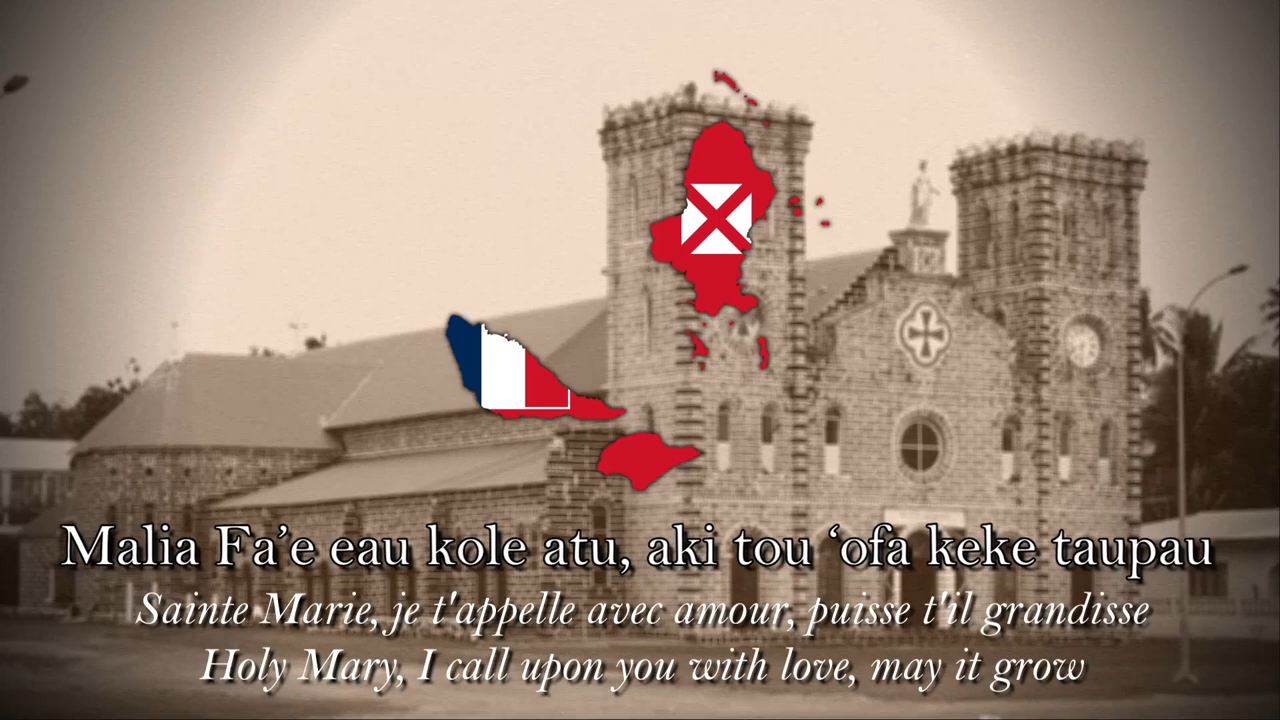 Malia Fa’e eau kole atu, aki tou ‘ofa keke taupau
Sainte Marie, je t'appelle avec amour, puisse t'il grandisse
Holy Mary, I call upon you with love, may it grow